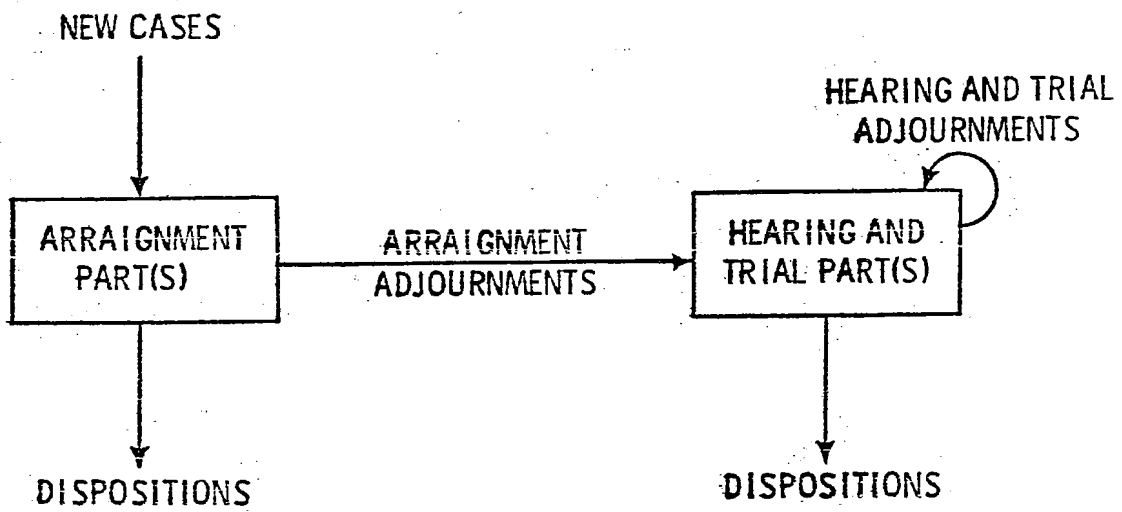 NEW CASES
HEARING AND TRIAL
ADJOURNMENTS
ARRAIGNMENT
PART(S)
ARRAIGNMENT
ADJOURNMENTS
HEARING AND
TRIAL PART(S)
DISPOSITIONS
DISPOSITIONS